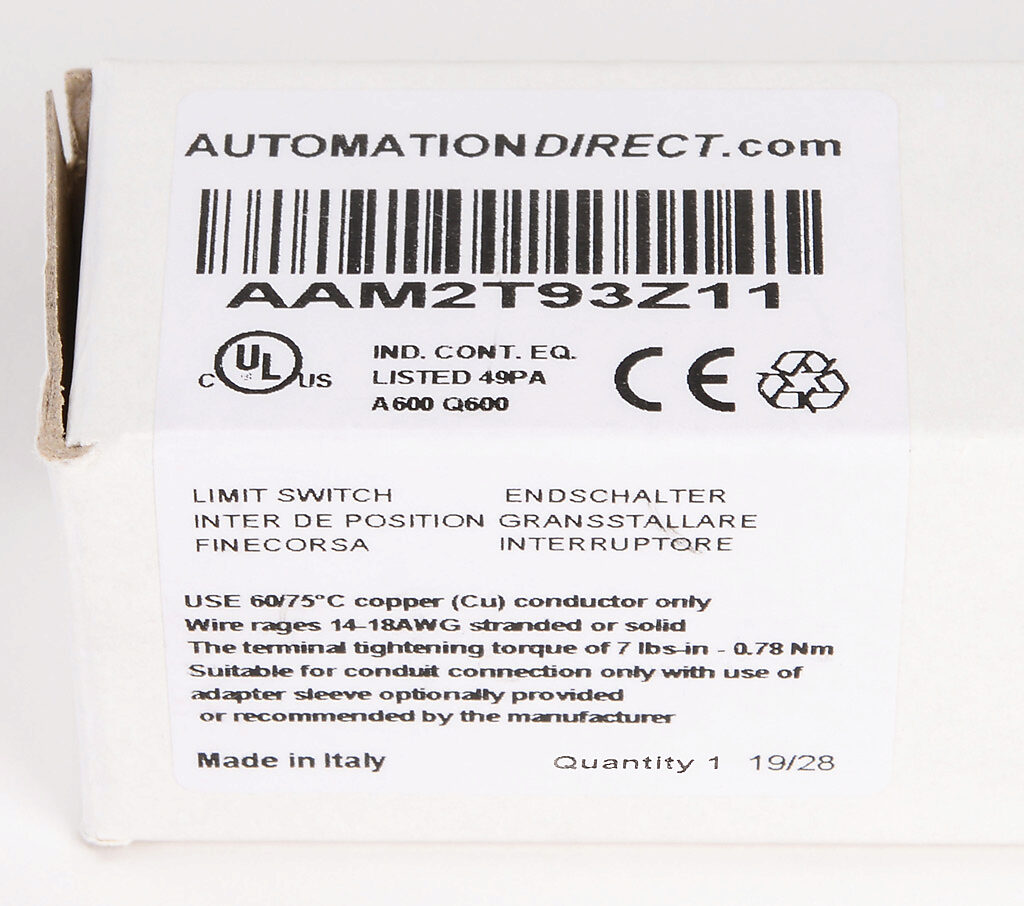 AUTOMATIONDIRECT.com
AAM2T93Z11
C UL US
IND. CONT. EQ.
LISTED 49PA
A600 Q600
CE
LIMIT SWITCH ENDSCHALTER
INTER DE POSITION GRANSSTALLARE
FINECORSA INTERRUPTORE
USE 60/75°C copper (Cu) conductor only
Wire rages 14-18AWG stranded or solid
The terminal tightening torque of 7 lbs-in - 0.78 Nm
Suitable for conduit connection only with use of
adapter sleeve optionally provided
or recommended by the manufacturer
Made in Italy Quantity 1 19/28